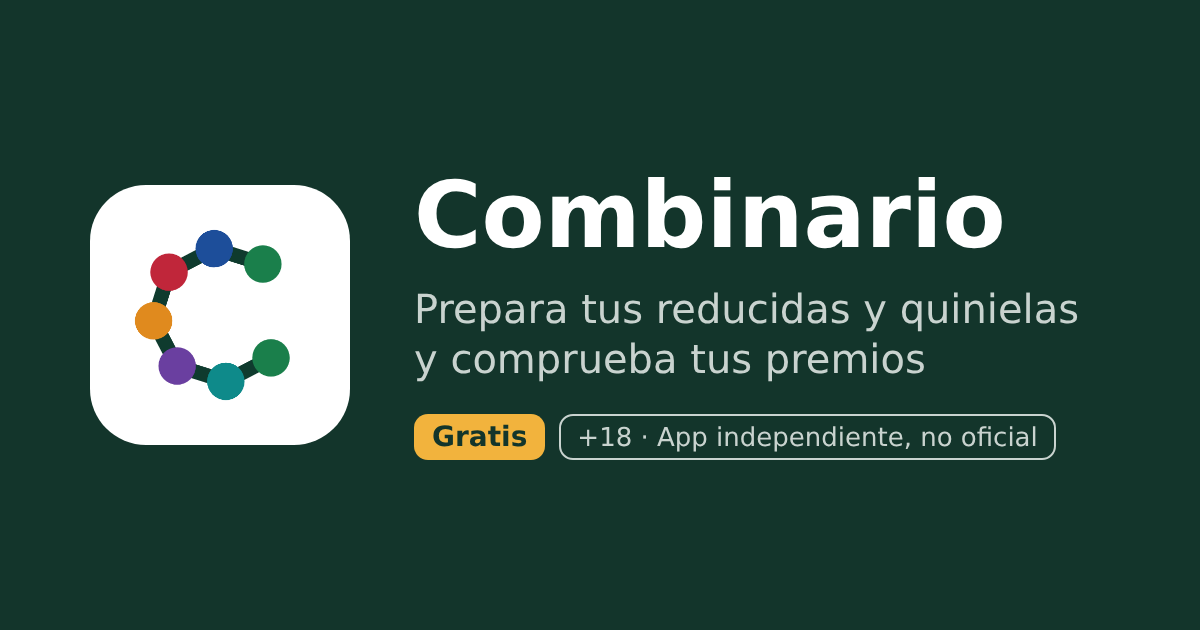 Combinario
Prepara tus reducidas y quinielas
y comprueba tus premios
Gratis
+18 · App independiente, no oficial